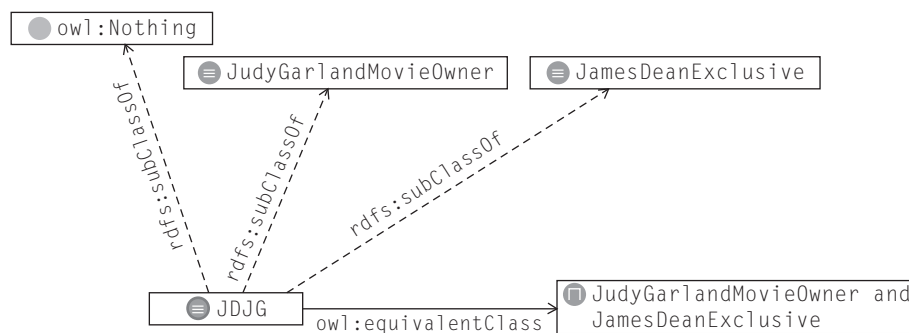 owl:Nothing
JudyGarlandMovieOwner
JamesDeanExclusive
rdfs:subClassOf
rdfs:subClassOf
rdfs:subClassOf
JDJG
owl:equivalentClass
JudyGarlandMovieOwner and
JamesDeanExclusive